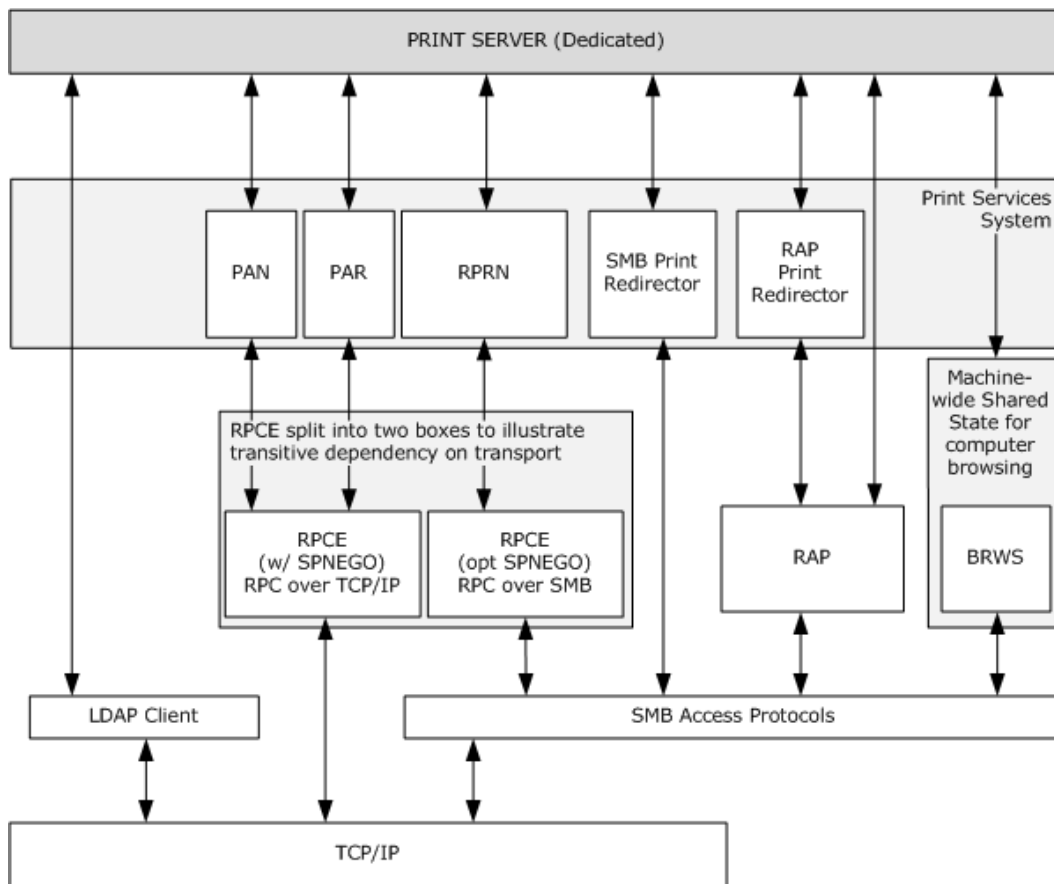 PRINT SERVER (Dedicated)
Print Services
System
PAN
PAR
RPRN
SMB Print
Redirector
RAP
Print
Redirector
Machine-
wide Shared
State for
computer
browsing
RPCE split into two boxes to illustrate
transitive dependency on transport
RPCE
(w/ SPNEGO)
RPC over TCP/IP
RPCE
(opt SPNEGO)
RPC over SMB
RAP
BRWS
LDAP Client
SMB Access Protocols
TCP/IP